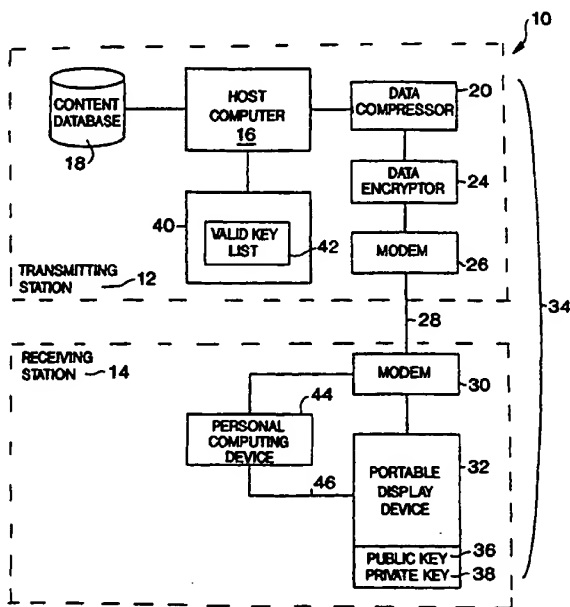 10
CONTENT
DATABASE
18
HOST
COMPUTER
16
DATA
COMPRESSOR
20
DATA
ENCRYPTOR
24
40
VALID KEY
LIST
42
MODEM
26
TRANSMITTING
STATION
12
28
34
RECEIVING
STATION
14
MODEM
30
44
PERSONAL
COMPUTING
DEVICE
46
PORTABLE
DISPLAY
DEVICE
32
PUBLIC KEY
36
PRIVATE KEY
38